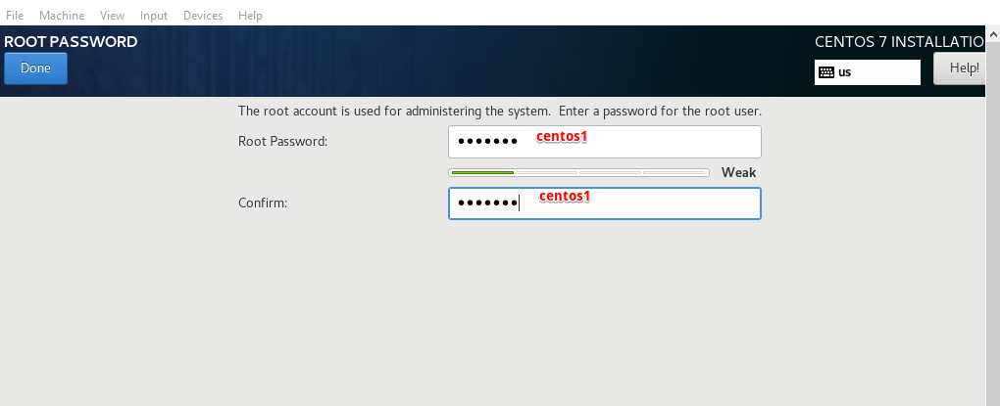 File Machine View Input Devices Help
ROOT PASSWORD
CENTOS 7 INSTALLATIO
Done
us
Help!
The root account is used for administering the system. Enter a password for the root user.
Root Password: ••••••• centos1
Weak
Confirm: ••••••• centos1